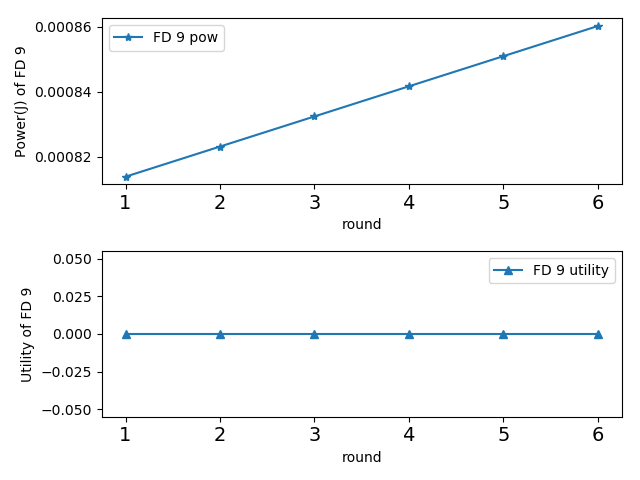 0.00086
0.00084
0.00082
Power(J) of FD 9
FD 9 pow
1 2 3 4 5 6
round
0.050
0.025
0.000
−0.025
−0.050
Utility of FD 9
FD 9 utility
1 2 3 4 5 6
round